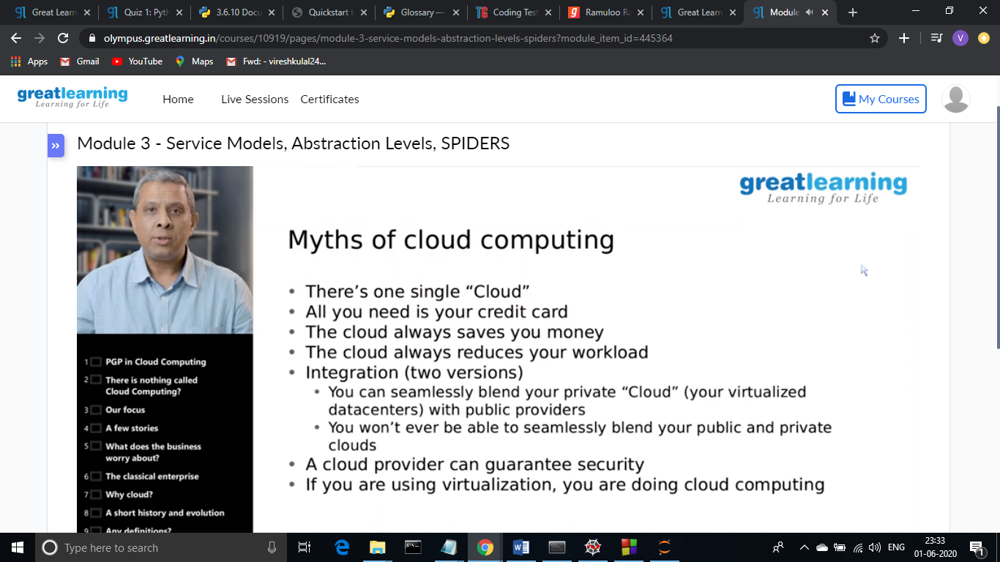 Great Learn
Quiz 1: Pyth
3.6.10 Docu
Quickstart t
Glossary —
Coding Test
Ramuloo Ra
Great Learn
Module
olympus.greatlearning.in/courses/10919/pages/module-3-service-models-abstraction-levels-spiders?module_item_id=445364
V
Apps
Gmail
YouTube
Maps
Fwd: - vireshkulal24...
greatlearning
Learning for Life
Home
Live Sessions
Certificates
My Courses
Module 3 - Service Models, Abstraction Levels, SPIDERS
greatlearning
Learning for Life
Myths of cloud computing
• There’s one single “Cloud”
• All you need is your credit card
• The cloud always saves you money
• The cloud always reduces your workload
• Integration (two versions)
• You can seamlessly blend your private “Cloud” (your virtualized
datacenters) with public providers
• You won’t ever be able to seamlessly blend your public and private
clouds
• A cloud provider can guarantee security
• If you are using virtualization, you are doing cloud computing
1 PGP in Cloud Computing
2 There is nothing called
Cloud Computing?
3 Our focus
4 A few stories
5 What does the business
worry about?
6 The classical enterprise
7 Why cloud?
8 A short history and evolution
9 Any definitions?
Type here to search
ENG
23:33
01-06-2020
1